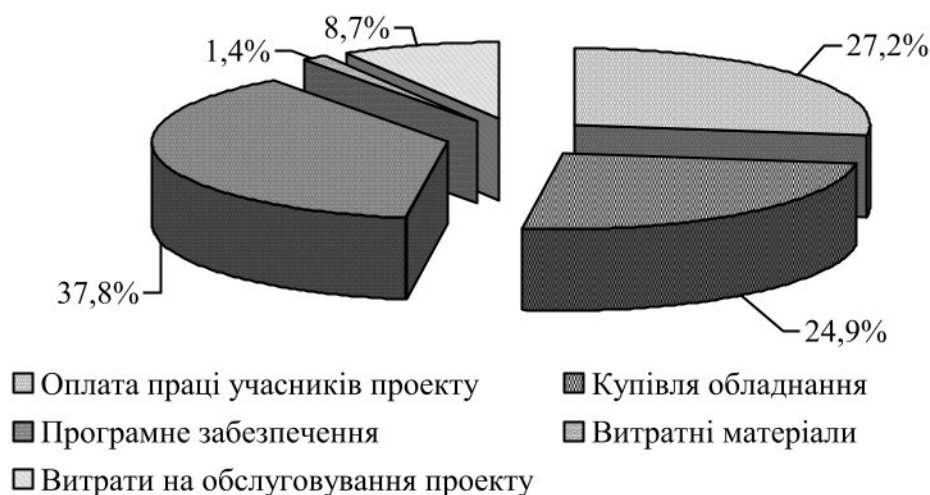 8,7%
1,4%
27,2%
37,8%
24,9%
Оплата праці учасників проекту
Купівля обладнання
Програмне забезпечення
Витратні матеріали
Витрати на обслуговування проекту